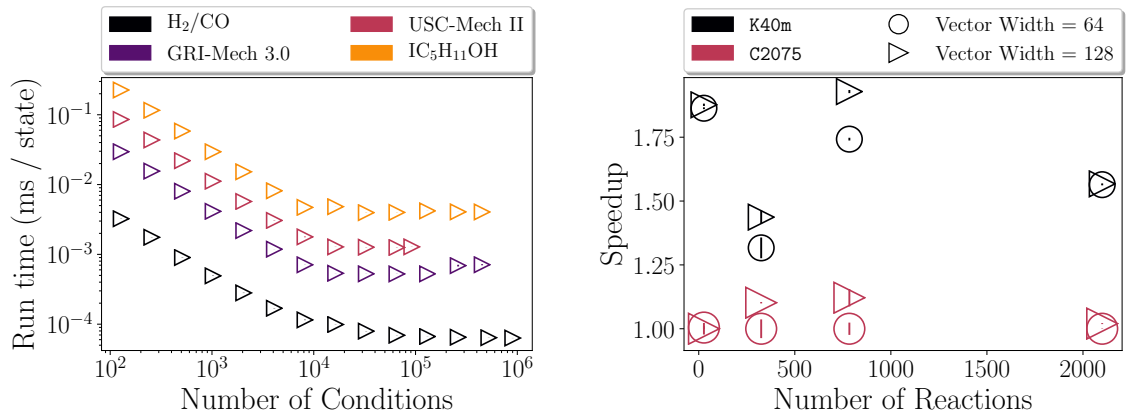 H₂/CO
USC-Mech II
GRI-Mech 3.0
IC₅H₁₁OH
Run time (ms / state)
10⁻¹
10⁻²
10⁻³
10⁻⁴
10² 10³ 10⁴ 10⁵ 10⁶
Number of Conditions
K40m
Vector Width = 64
C2075
Vector Width = 128
Speedup
1.75
1.50
1.25
1.00
0 500 1000 1500 2000
Number of Reactions